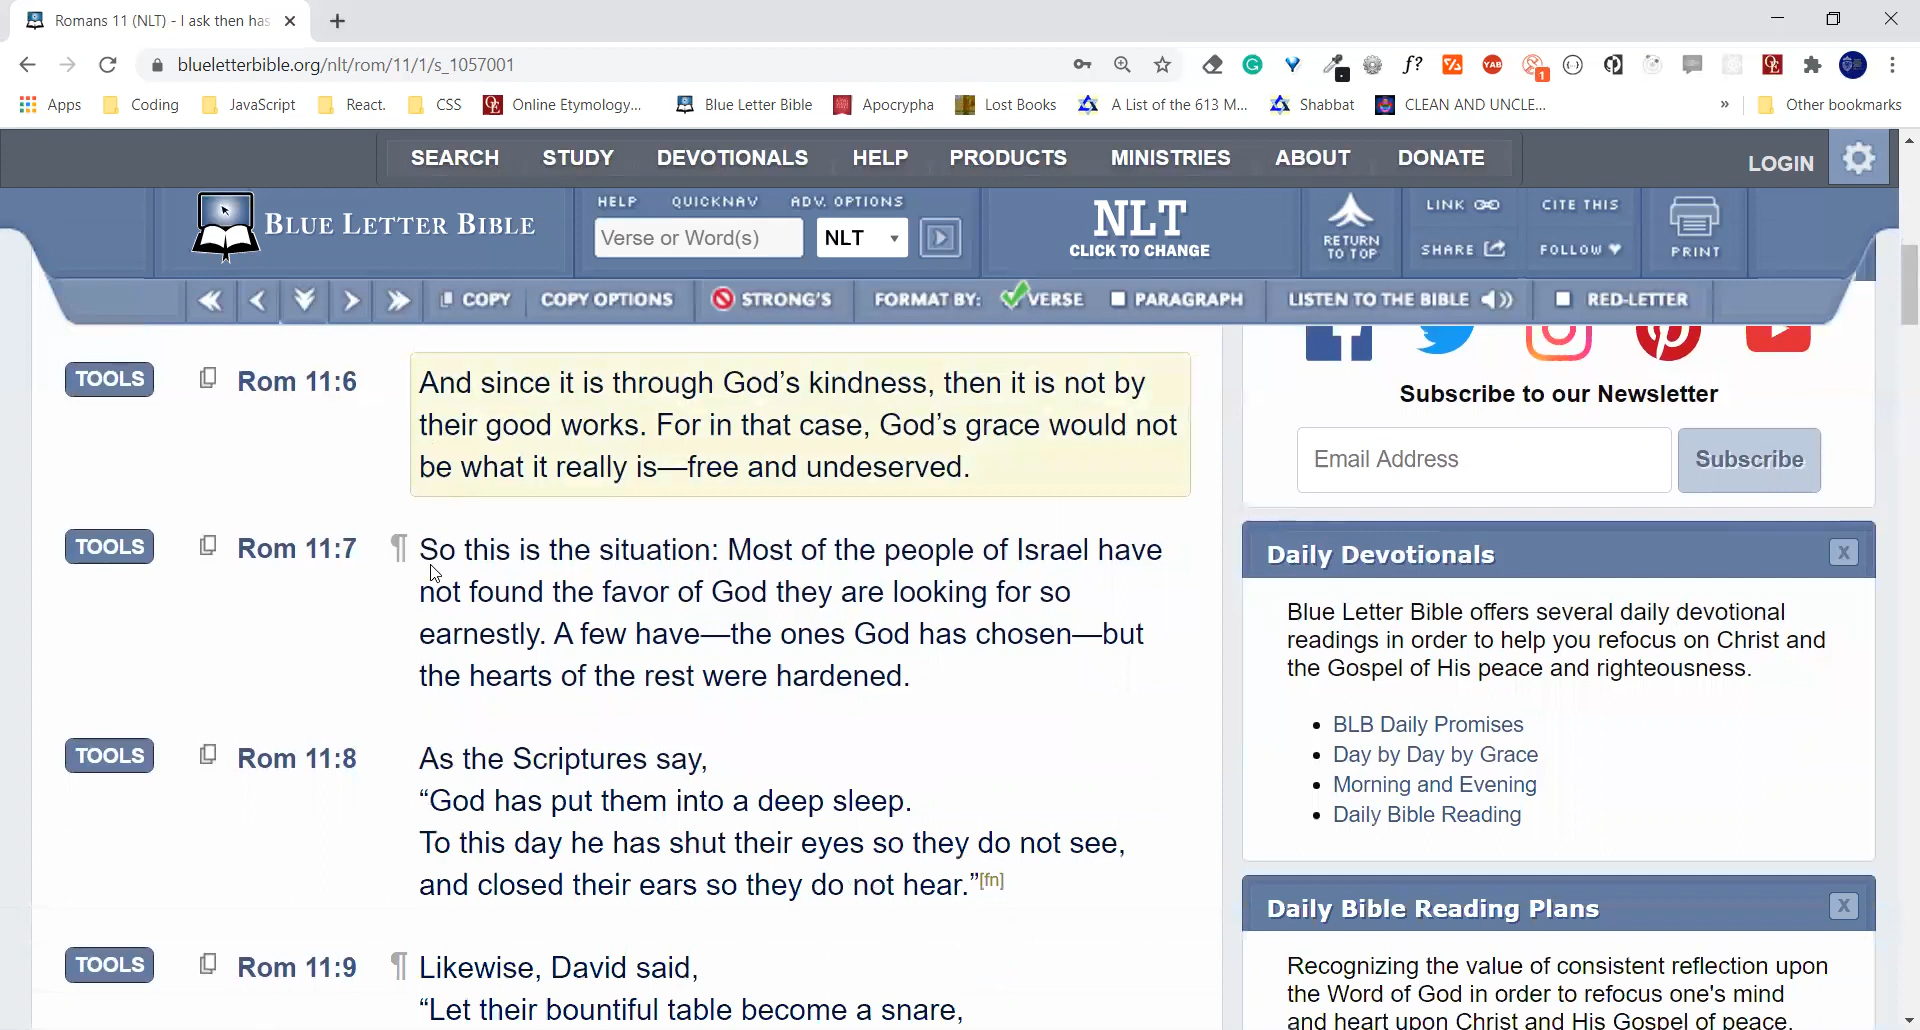 Romans 11 (NLT) - I ask then has
blueletterbible.org/nlt/rom/11/1/s_1057001
f?
YAB
1
OE
Apps Coding JavaScript React. CSS Online Etymology... Blue Letter Bible Apocrypha Lost Books A List of the 613 M... Shabbat CLEAN AND UNCLE... » Other bookmarks
SEARCH STUDY DEVOTIONALS HELP PRODUCTS MINISTRIES ABOUT DONATE LOGIN
BLUE LETTER BIBLE
HELP QUICKNAV ADV. OPTIONS
Verse or Word(s) NLT
NLT
CLICK TO CHANGE
RETURN
TO TOP
LINK CITE THIS
SHARE FOLLOW
PRINT
COPY COPY OPTIONS STRONG'S FORMAT BY: VERSE PARAGRAPH LISTEN TO THE BIBLE RED-LETTER
TOOLS Rom 11:6 And since it is through God’s kindness, then it is not by
their good works. For in that case, God’s grace would not
be what it really is—free and undeserved.
TOOLS Rom 11:7 ¶ So this is the situation: Most of the people of Israel have
not found the favor of God they are looking for so
earnestly. A few have—the ones God has chosen—but
the hearts of the rest were hardened.
TOOLS Rom 11:8 As the Scriptures say,
“God has put them into a deep sleep.
To this day he has shut their eyes so they do not see,
and closed their ears so they do not hear.”[fn]
TOOLS Rom 11:9 ¶ Likewise, David said,
“Let their bountiful table become a snare,
Subscribe to our Newsletter
Email Address Subscribe
Daily Devotionals X
Blue Letter Bible offers several daily devotional
readings in order to help you refocus on Christ and
the Gospel of His peace and righteousness.
• BLB Daily Promises
• Day by Day by Grace
• Morning and Evening
• Daily Bible Reading
Daily Bible Reading Plans X
Recognizing the value of consistent reflection upon
the Word of God in order to refocus one's mind
and heart upon Christ and His Gospel of peace,